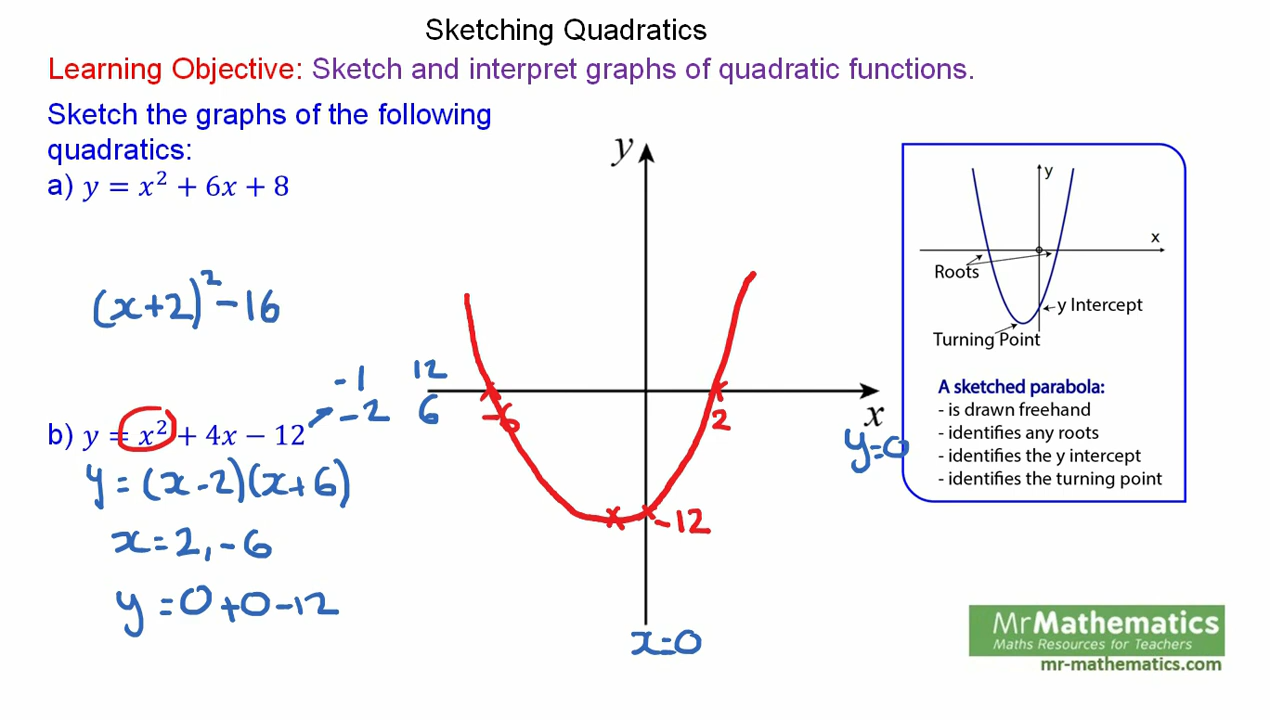 Sketching Quadratics
Learning Objective: Sketch and interpret graphs of quadratic functions.
Sketch the graphs of the following
quadratics:
a) y = x² + 6x + 8
(x+2)² - 16
-1 12
-2 6
b) y = x² + 4x − 12
y = (x - 2)(x + 6)
x = 2, - 6
y = 0 + 0 - 12
y
x
y=0
-6
2
-12
x=0
y
x
Roots
y Intercept
Turning Point
A sketched parabola:
- is drawn freehand
- identifies any roots
- identifies the y intercept
- identifies the turning point
MrMathematics
Maths Resources for Teachers
mr-mathematics.com